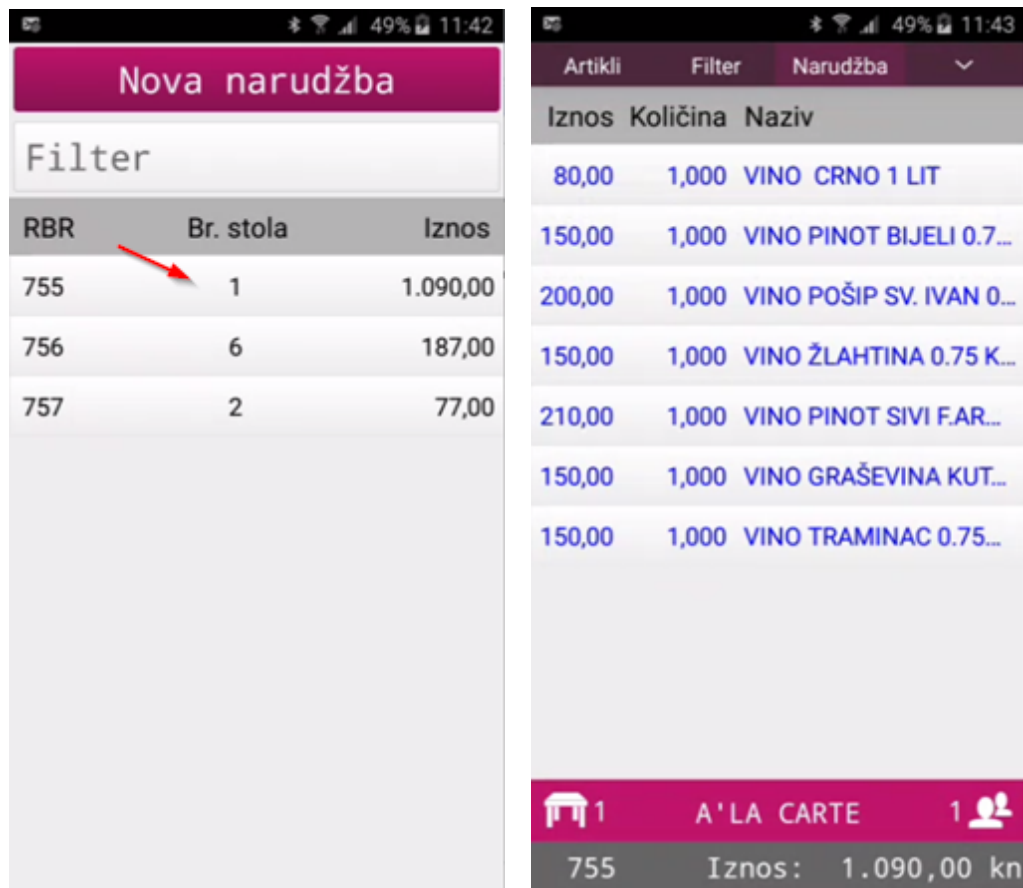 49% 11:42
Nova narudžba
Filter
RBR Br. stola Iznos
755 1 1.090,00
756 6 187,00
757 2 77,00
49% 11:43
Artikli Filter Narudžba
Iznos Količina Naziv
80,00 1,000 VINO CRNO 1 LIT
150,00 1,000 VINO PINOT BIJELI 0.7...
200,00 1,000 VINO POŠIP SV. IVAN 0...
150,00 1,000 VINO ŽLAHTINA 0.75 K...
210,00 1,000 VINO PINOT SIVI F.AR...
150,00 1,000 VINO GRAŠEVINA KUT...
150,00 1,000 VINO TRAMINAC 0.75...
1 A'LA CARTE 1
755 Iznos: 1.090,00 kn